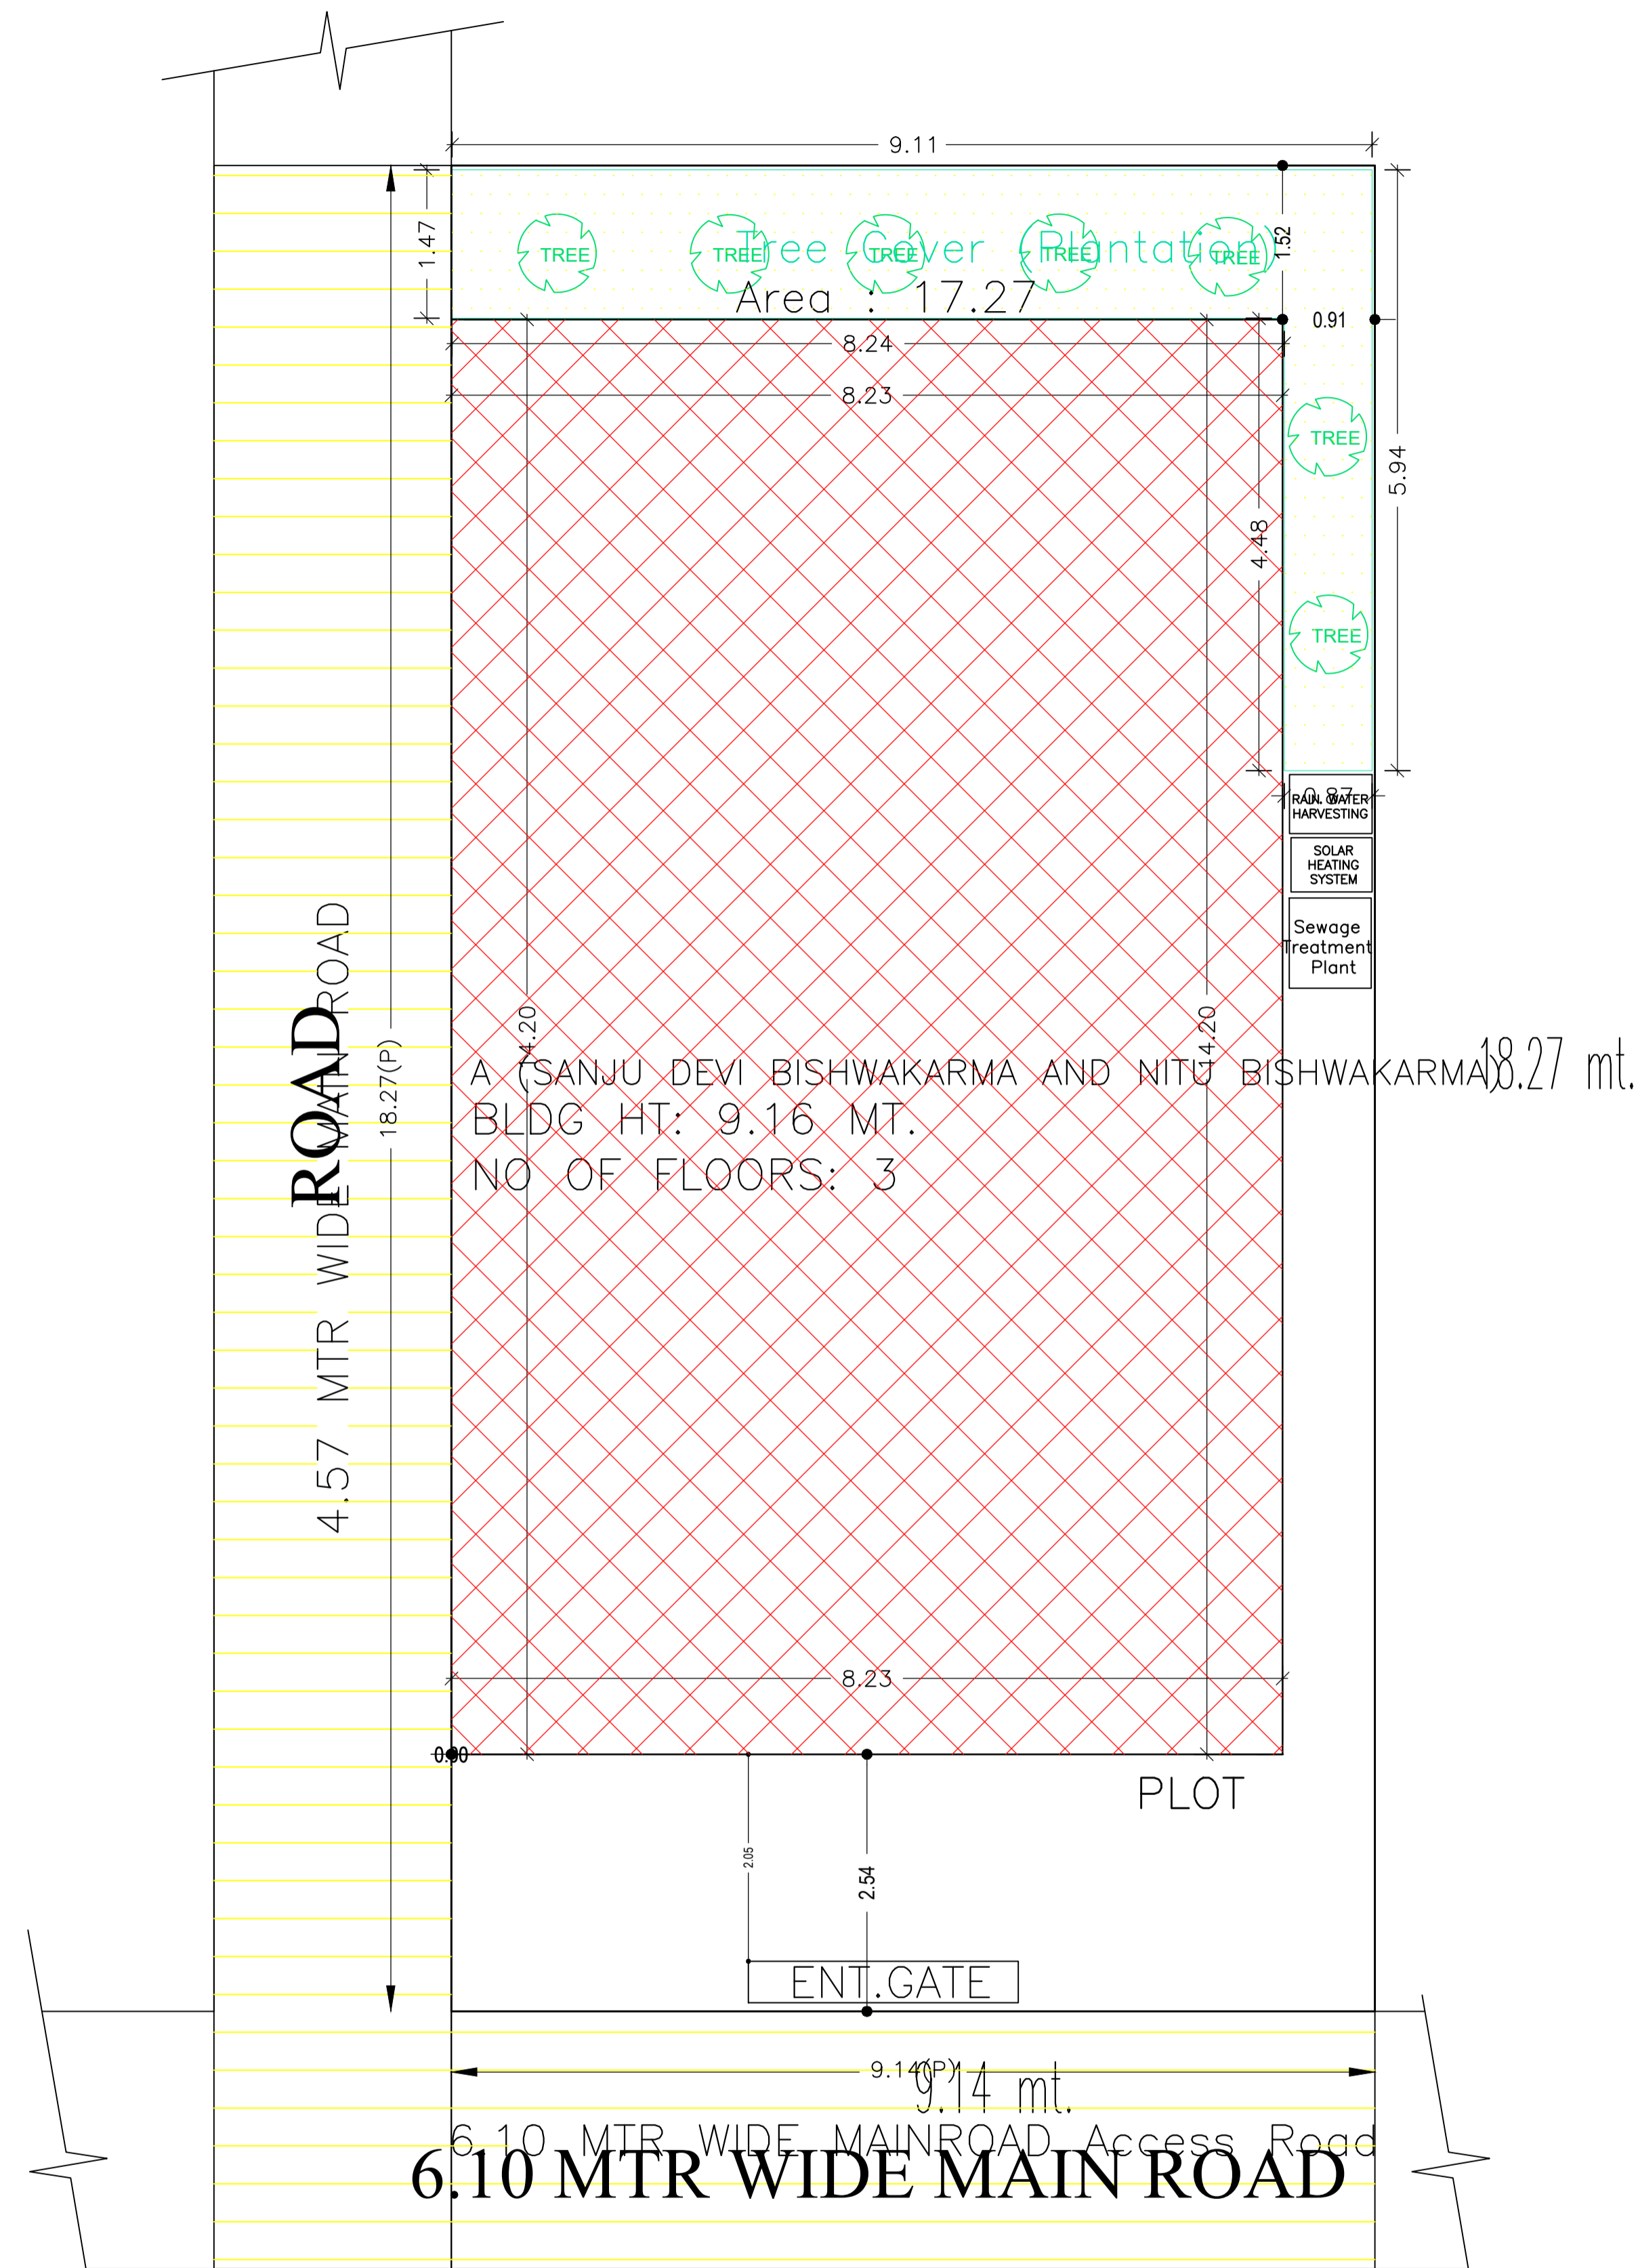 9.11
1.47
TREE
TREE
TREE
TREE
TREE
Tree Cover (Plantation)
1.52
Area : 17.27
0.91
8.24
8.23
TREE
5.94
4.48
TREE
0.87
RAIN WATER
HARVESTING
SOLAR
HEATING
SYSTEM
Sewage
Treatment
Plant
ROAD
4.57 MTR WIDE MAIN ROAD
18.27(P)
14.20
14.20
A (SANJU DEVI BISHWAKARMA AND NITU BISHWAKARMA)
18.27 mt.
BLDG HT: 9.16 MT.
NO OF FLOORS: 3
8.23
PLOT
2.05
2.54
ENT.GATE
9.14(P)
9.14 mt.
6.10 MTR WIDE MAINROAD Access Road
6.10 MTR WIDE MAIN ROAD